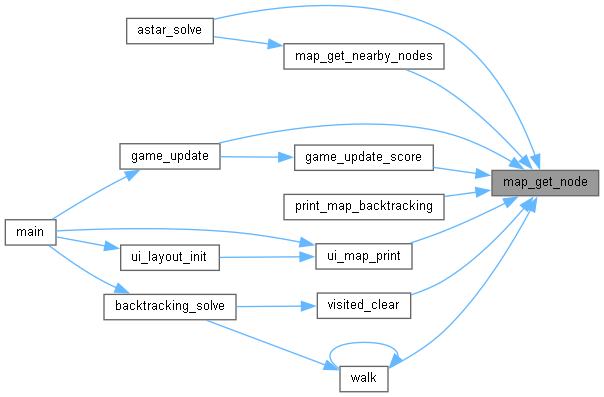 astar_solve
map_get_nearby_nodes
game_update
game_update_score
map_get_node
print_map_backtracking
main
ui_layout_init
ui_map_print
backtracking_solve
visited_clear
walk